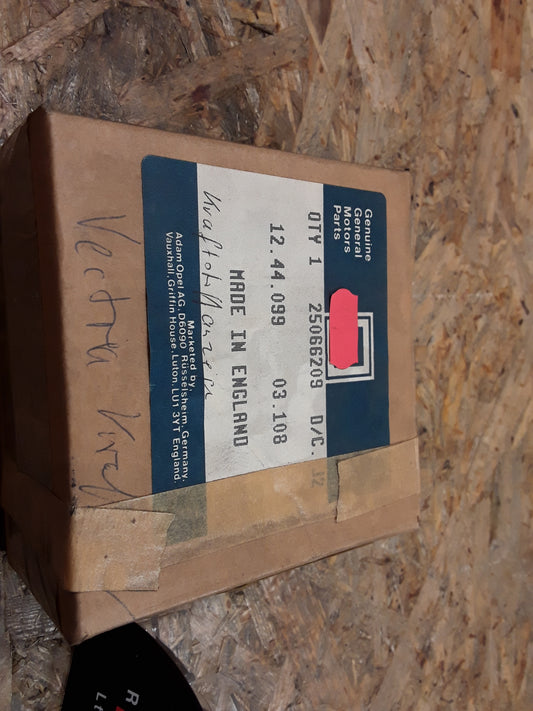 Genuine
General
Motors
Parts
QTY 1 25066209 D/C.
12.44.099 03.108
MADE IN ENGLAND
Marketed by,
Adam Opel AG. D6090. Rüsselsheim, Germany.
Vauxhall, Griffin House, Luton, LU1 3YT England.
Vectra